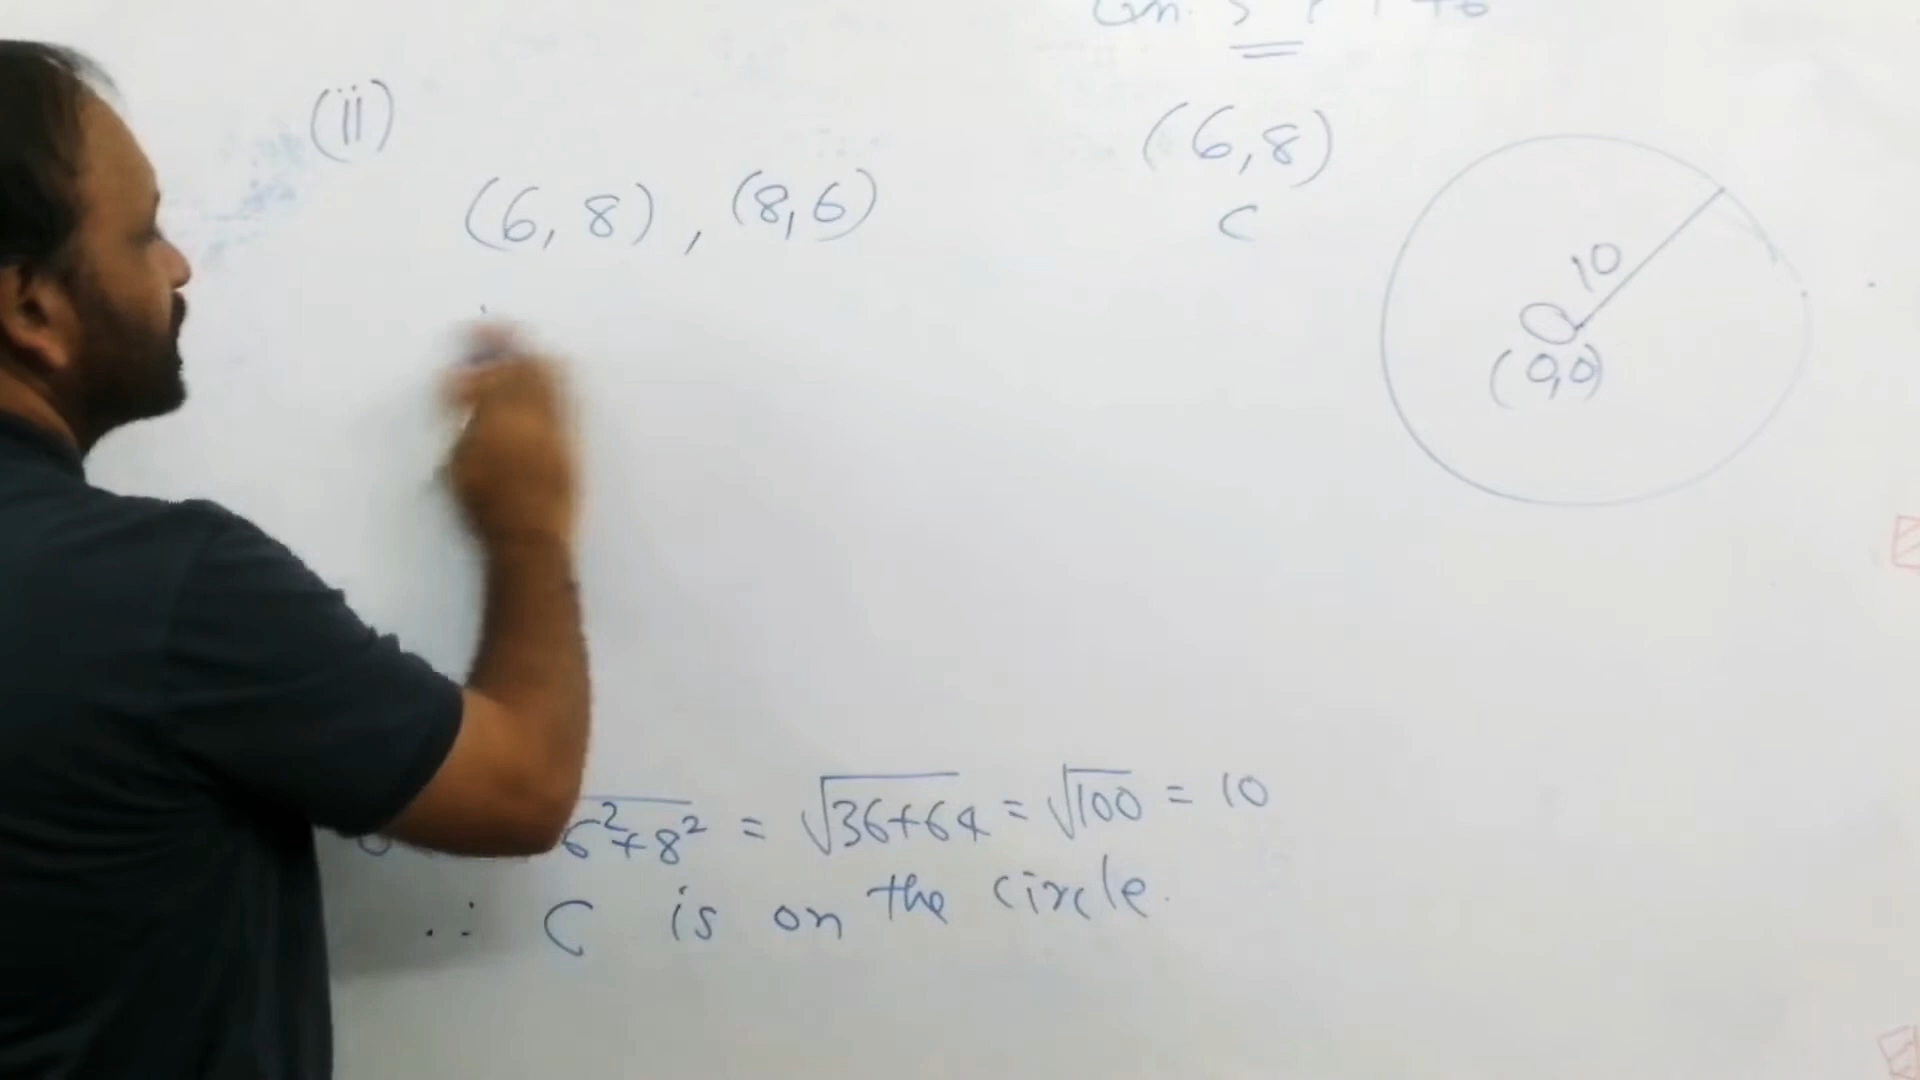 (ii)
(6, 8) , (8, 6)
(6, 8)
C
10
O
(0,0)
6² + 8² = √36+64 = √100 = 10
∴ C is on the circle.